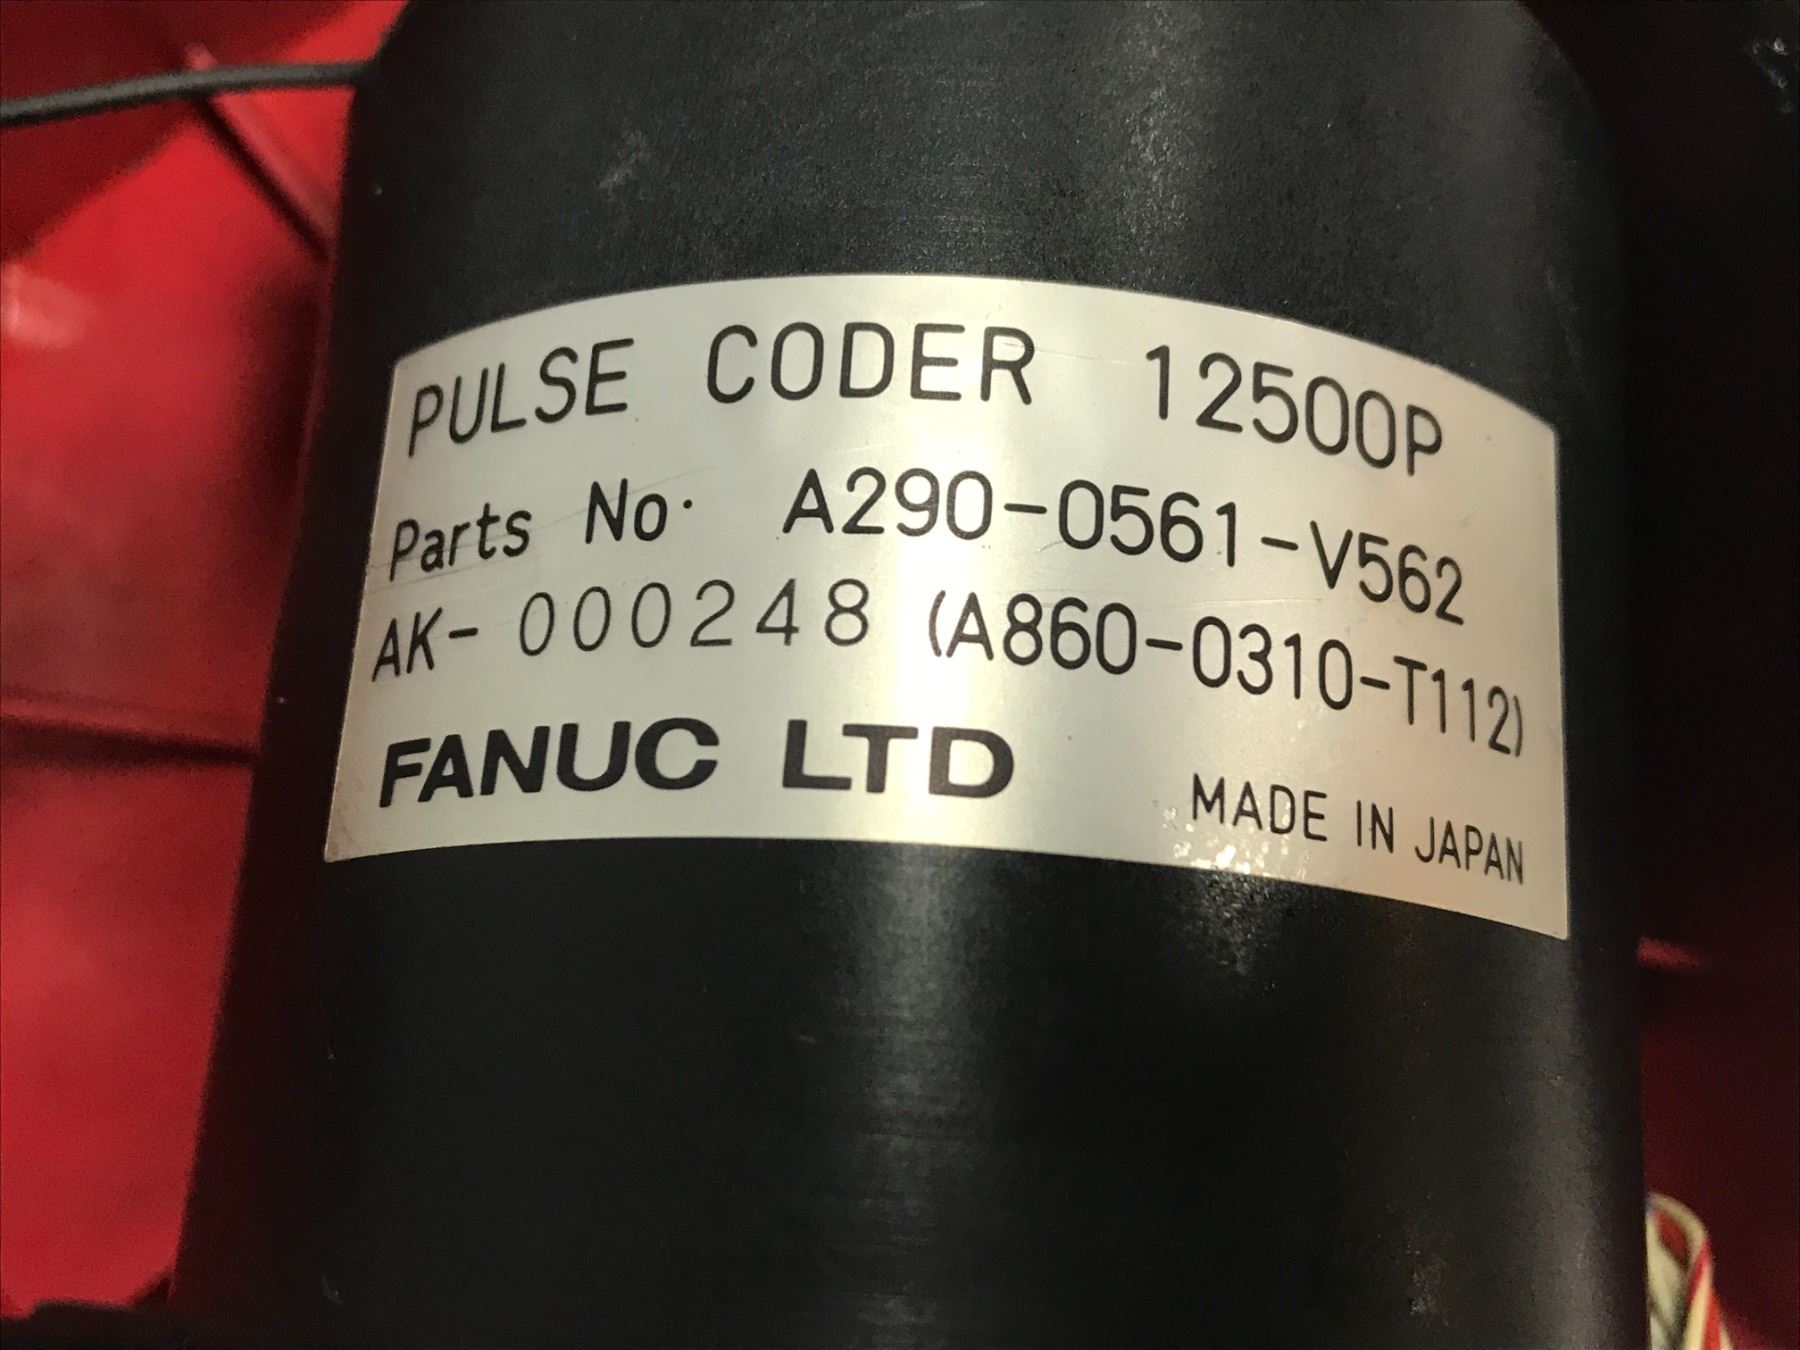 PULSE CODER 12500P
Parts No. A290-0561-V562
AK-000248 (A860-0310-T112)
FANUC LTD MADE IN JAPAN